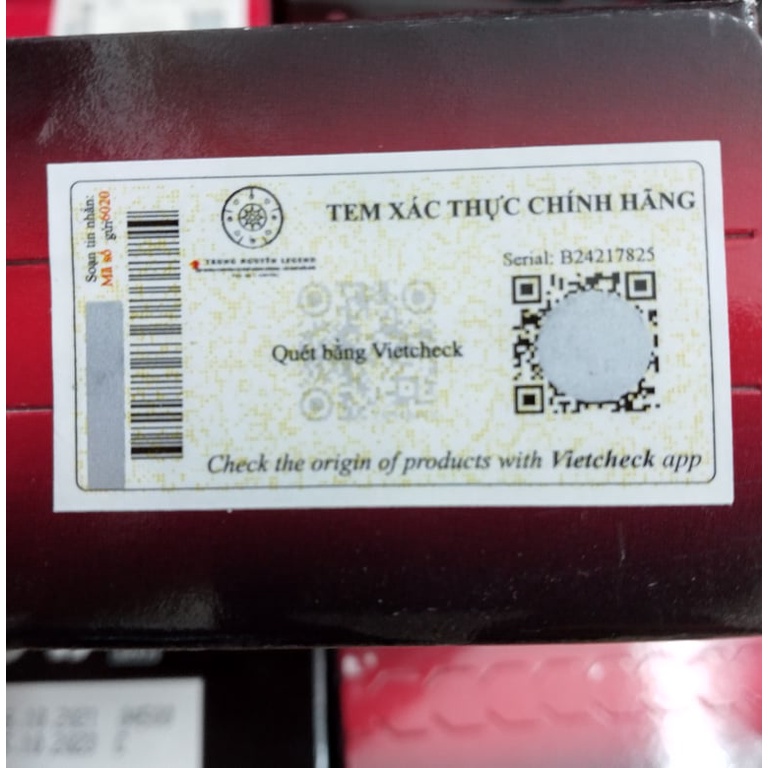 Soạn tin nhắn:
Mã số gửi 6020
TRUNG NGUYÊN LEGEND
TEM XÁC THỰC CHÍNH HÃNG
Serial: B24217825
Quét bằng Vietcheck
Check the origin of products with Vietcheck app